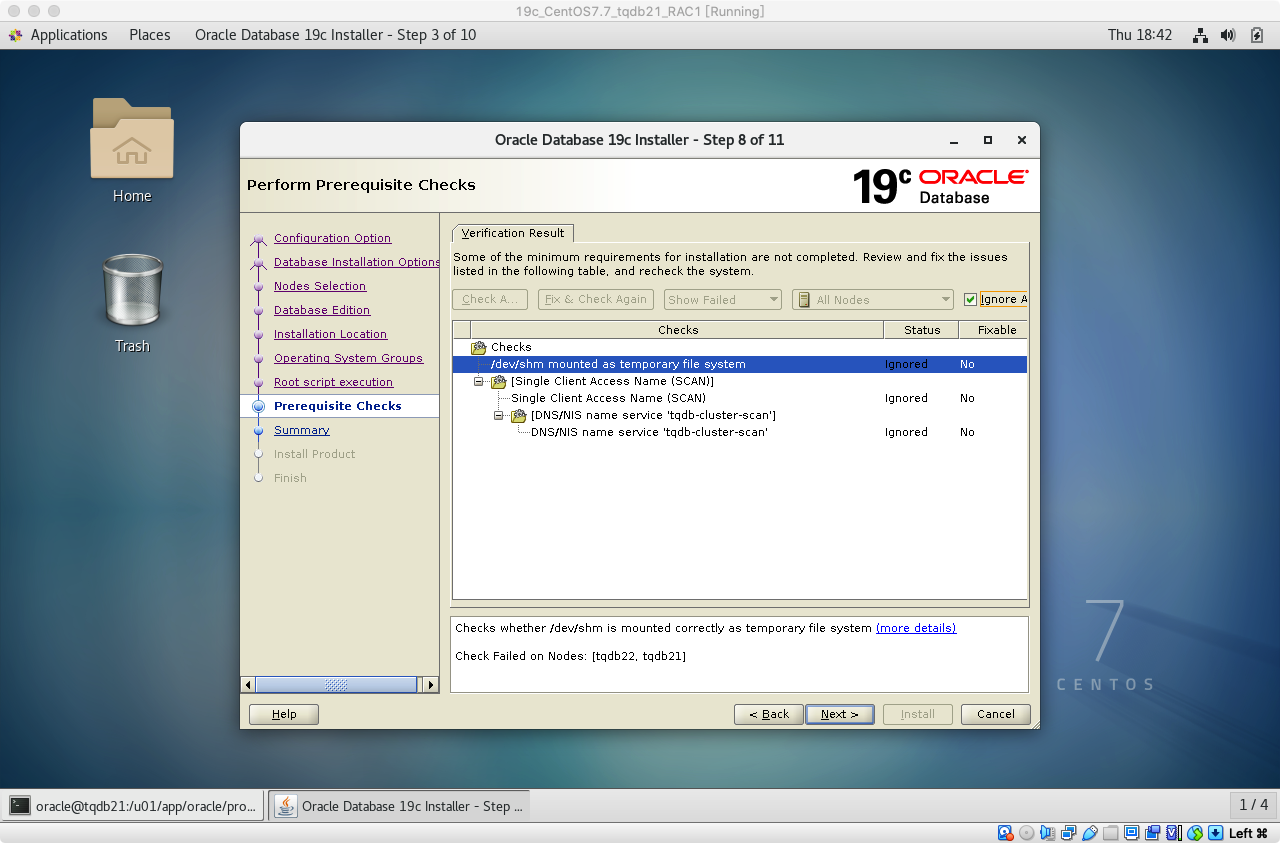 19c_CentOS7.7_tqdb21_RAC1 [Running]
Applications Places Oracle Database 19c Installer - Step 3 of 10 Thu 18:42
Home
Trash
Oracle Database 19c Installer - Step 8 of 11
Perform Prerequisite Checks
19c ORACLE®
Database
Configuration Option
Database Installation Options
Nodes Selection
Database Edition
Installation Location
Operating System Groups
Root script execution
Prerequisite Checks
Summary
Install Product
Finish
Verification Result
Some of the minimum requirements for installation are not completed. Review and fix the issues
listed in the following table, and recheck the system.
Check A... Fix & Check Again Show Failed All Nodes Ignore A
Checks Status Fixable
Checks
/dev/shm mounted as temporary file system Ignored No
[Single Client Access Name (SCAN)]
Single Client Access Name (SCAN) Ignored No
[DNS/NIS name service 'tqdb-cluster-scan']
DNS/NIS name service 'tqdb-cluster-scan' Ignored No
Checks whether /dev/shm is mounted correctly as temporary file system (more details)
Check Failed on Nodes: [tqdb22, tqdb21]
Help < Back Next > Install Cancel
7
CENTOS
oracle@tqdb21:/u01/app/oracle/pro... Oracle Database 19c Installer - Step ... 1 / 4
Left ⌘